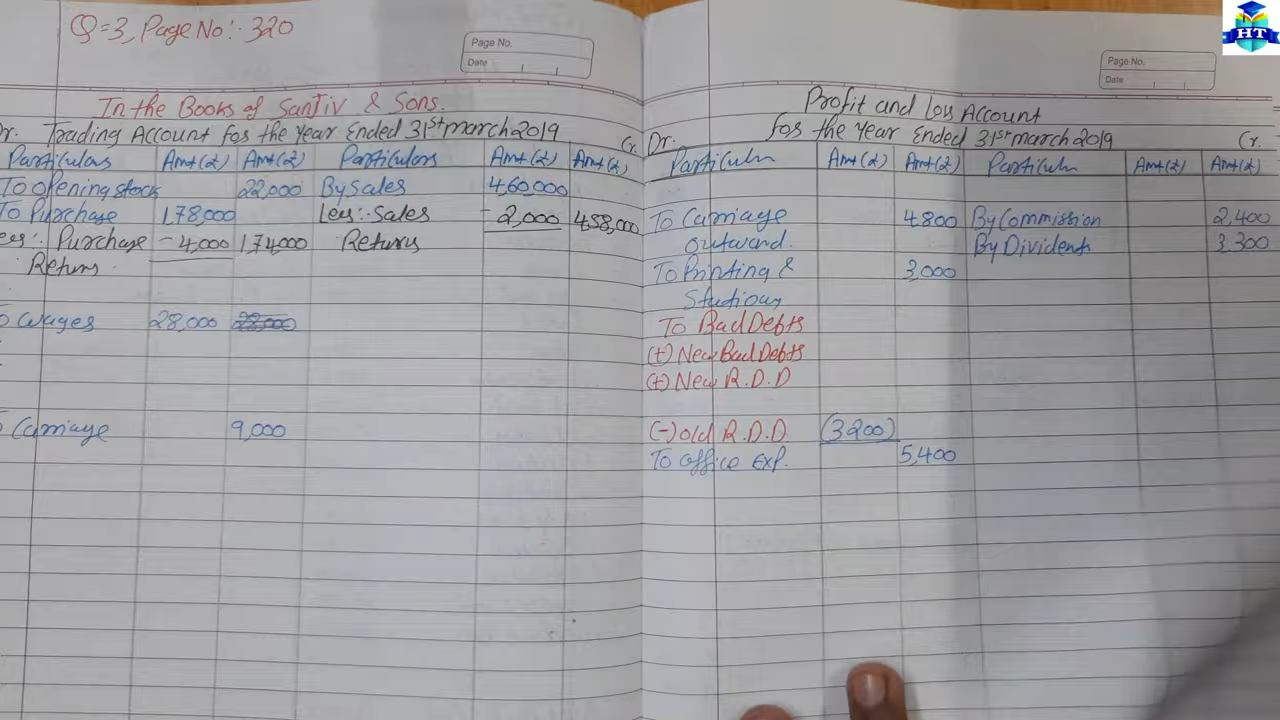 Q=3, Page No:- 320
HT
Page No.
Date
Page No.
Date
In the Books of Sanjiv & Sons.
Dr. Trading Account for the Year Ended 31st march 2019 Cr.
Particulars Amt(₹) Amt(₹) Particulars Amt(₹) Amt(₹)
To opening stock 22,000 By Sales 4,60,000
To Purchase 1,78,000 Less:- Sales - 2,000 4,58,000
Less:- Purchase - 4,000 1,74,000 Returns
Return
To Wages 28,000
To Carriage 9,000
Profit and Loss Account
Dr. for the Year Ended 31st march 2019 Cr.
Particular Amt(₹) Amt(₹) Particular Amt(₹) Amt(₹)
To Carriage 4800 By Commission 2,400
outward. By Dividents 3,300
To Printing & 3,000
To Bad Debts
(+) New Bad Debts
(+) New R.D.D
(-) old R.D.D. (3200)
To office Exp. 5,400